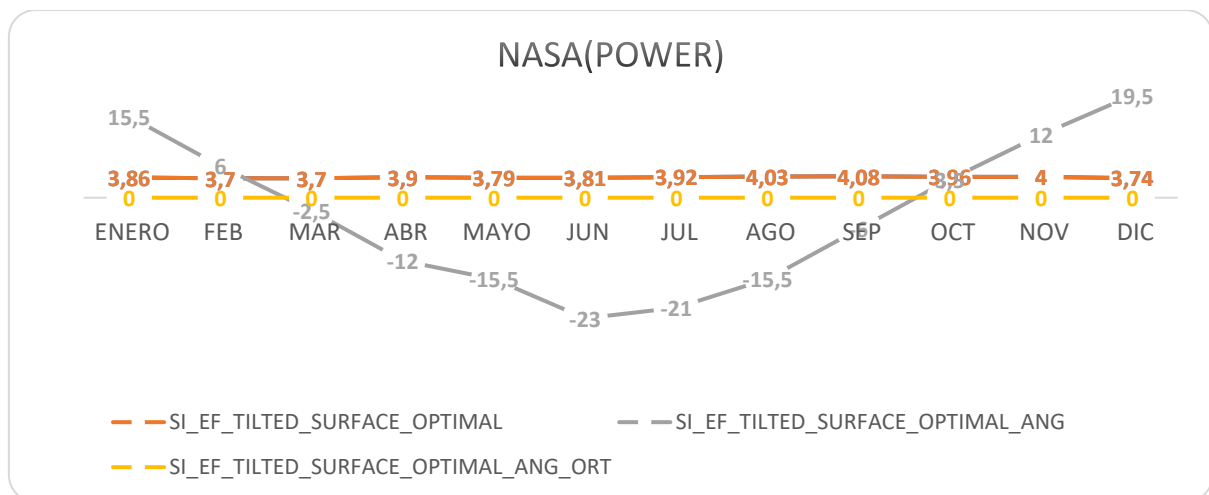 NASA(POWER)
19,5
15,5
12
6
3,86 3,7 3,7 3,9 3,79 3,81 3,92 4,03 4,08 3,96 4 3,74
3,5
0 0 0 0 0 0 0 0 0 0 0 0
-2,5
ENERO FEB MAR ABR MAYO JUN JUL AGO SEP OCT NOV DIC
-6
-12
-15,5 -15,5
-23 -21
SI_EF_TILTED_SURFACE_OPTIMAL SI_EF_TILTED_SURFACE_OPTIMAL_ANG
SI_EF_TILTED_SURFACE_OPTIMAL_ANG_ORT